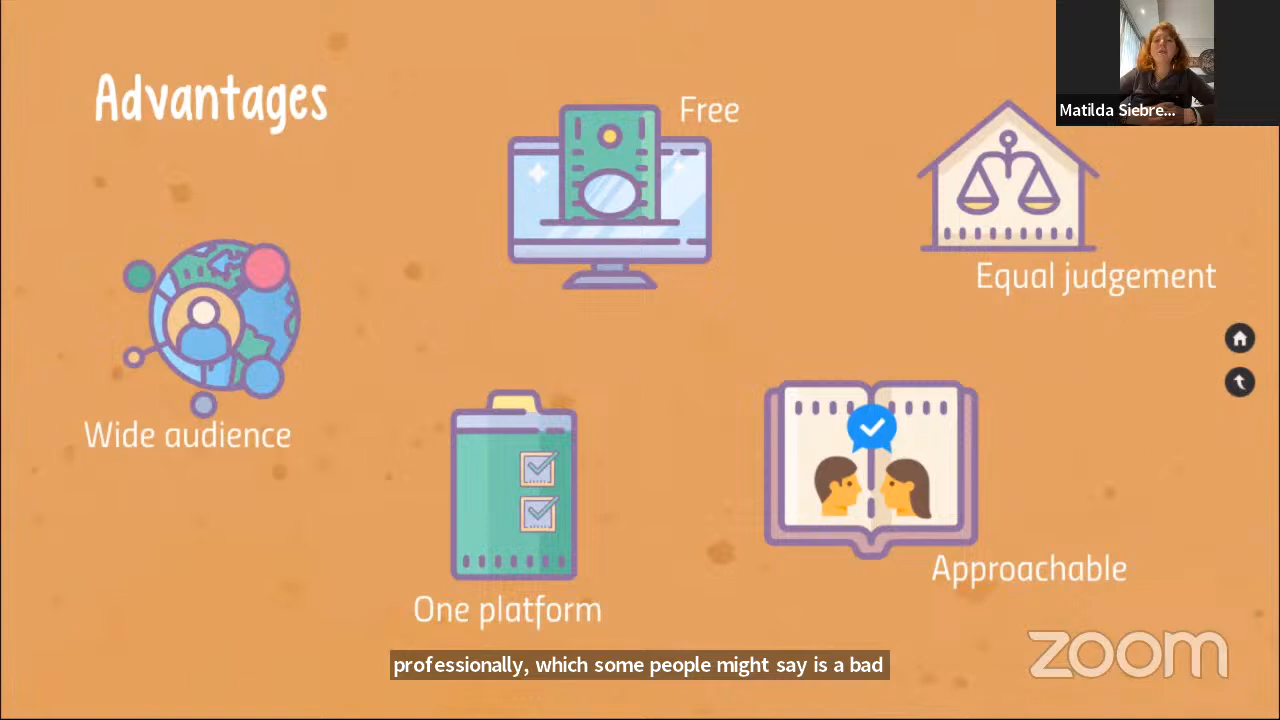 Advantages
Free
Matilda Siebre...
Equal judgement
Wide audience
One platform
Approachable
zoom
professionally, which some people might say is a bad